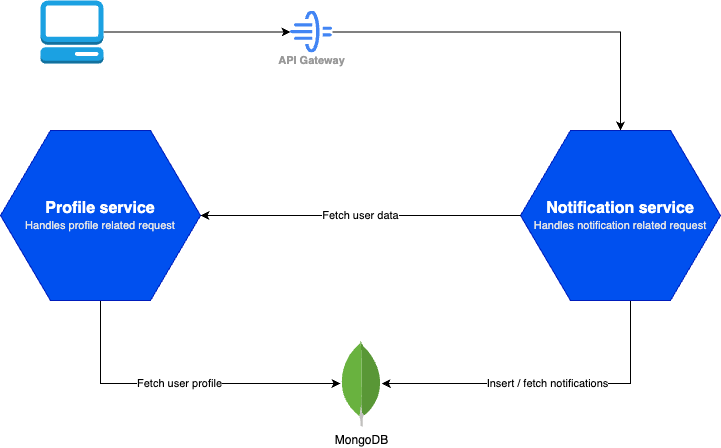 API Gateway
Profile service
Handles profile related request
Fetch user data
Notification service
Handles notification related request
Fetch user profile
Insert / fetch notifications
MongoDB